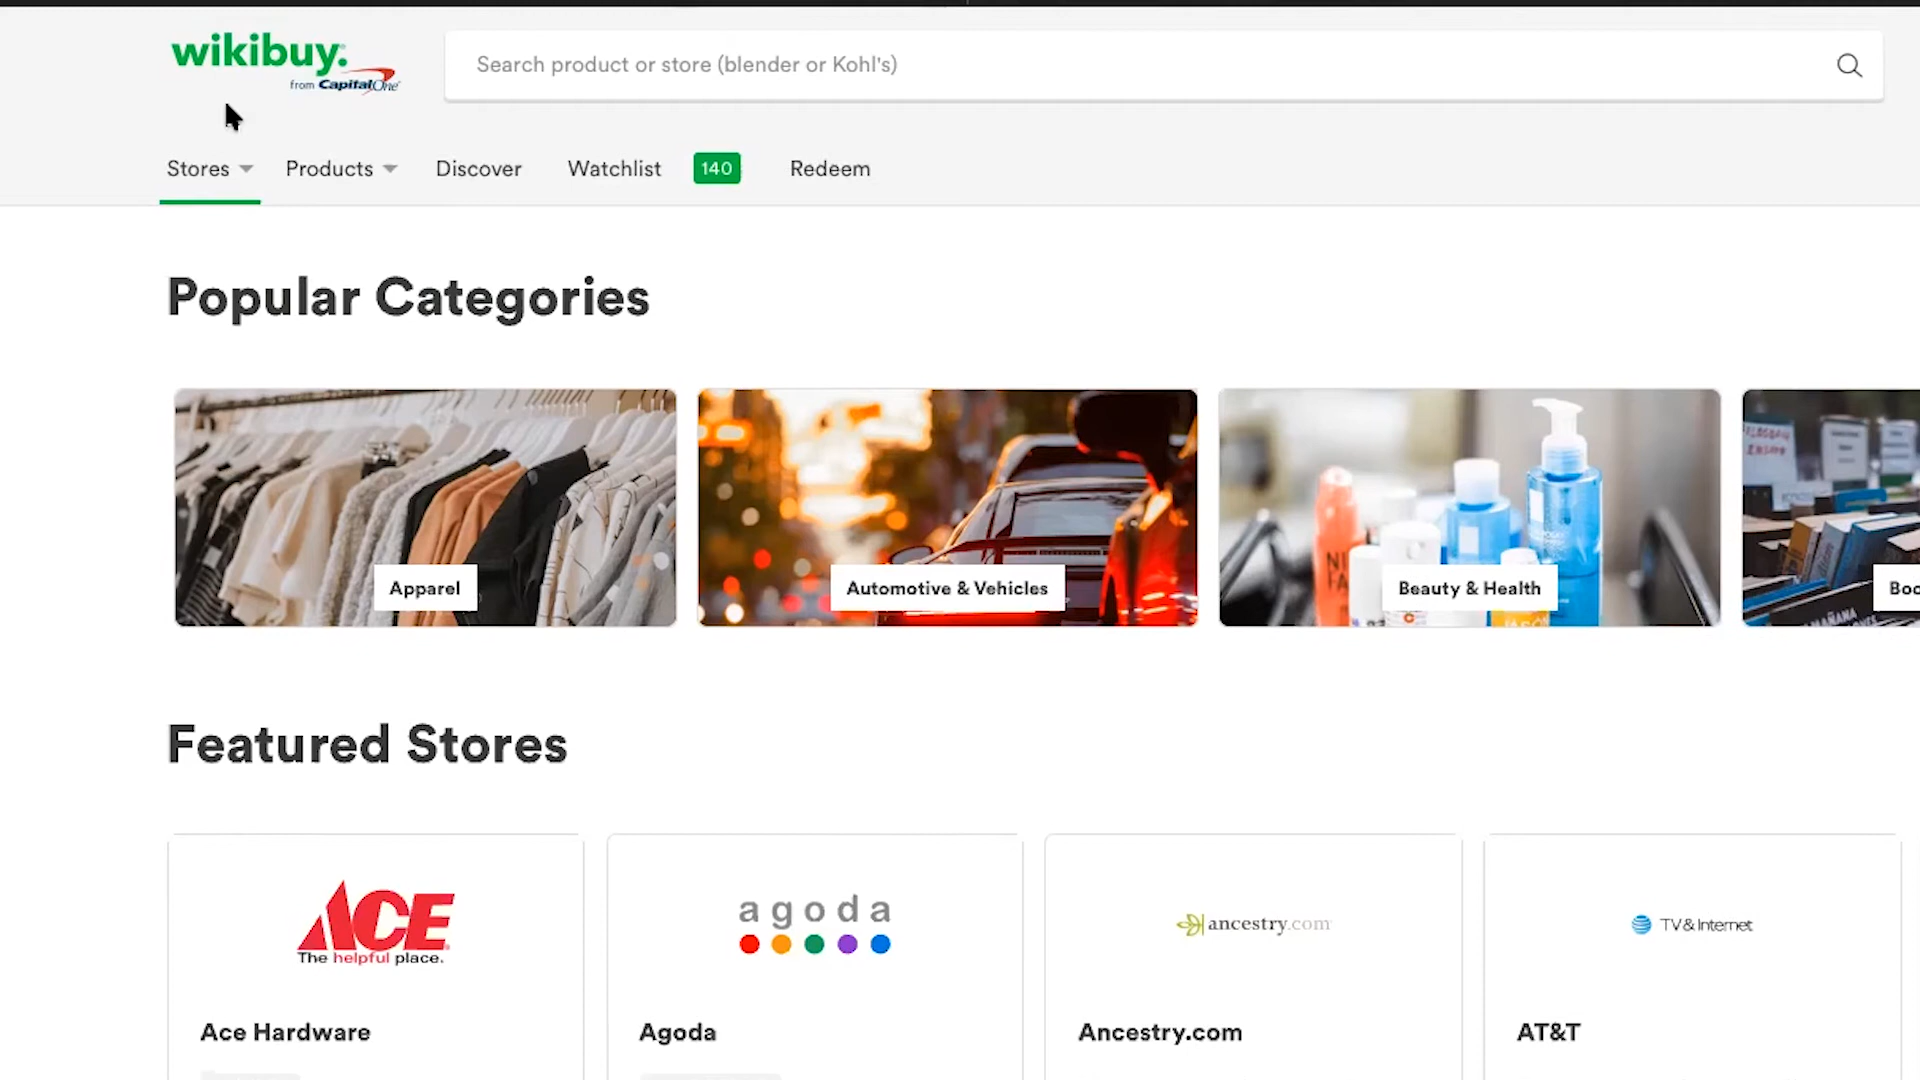 wikibuy.
from CapitalOne
Search product or store (blender or Kohl's)
Stores Products Discover Watchlist 140 Redeem
Popular Categories
Apparel
Automotive & Vehicles
Beauty & Health
Featured Stores
ACE
The helpful place.
agoda
ancestry.com
TV & Internet
Ace Hardware
Agoda
Ancestry.com
AT&T